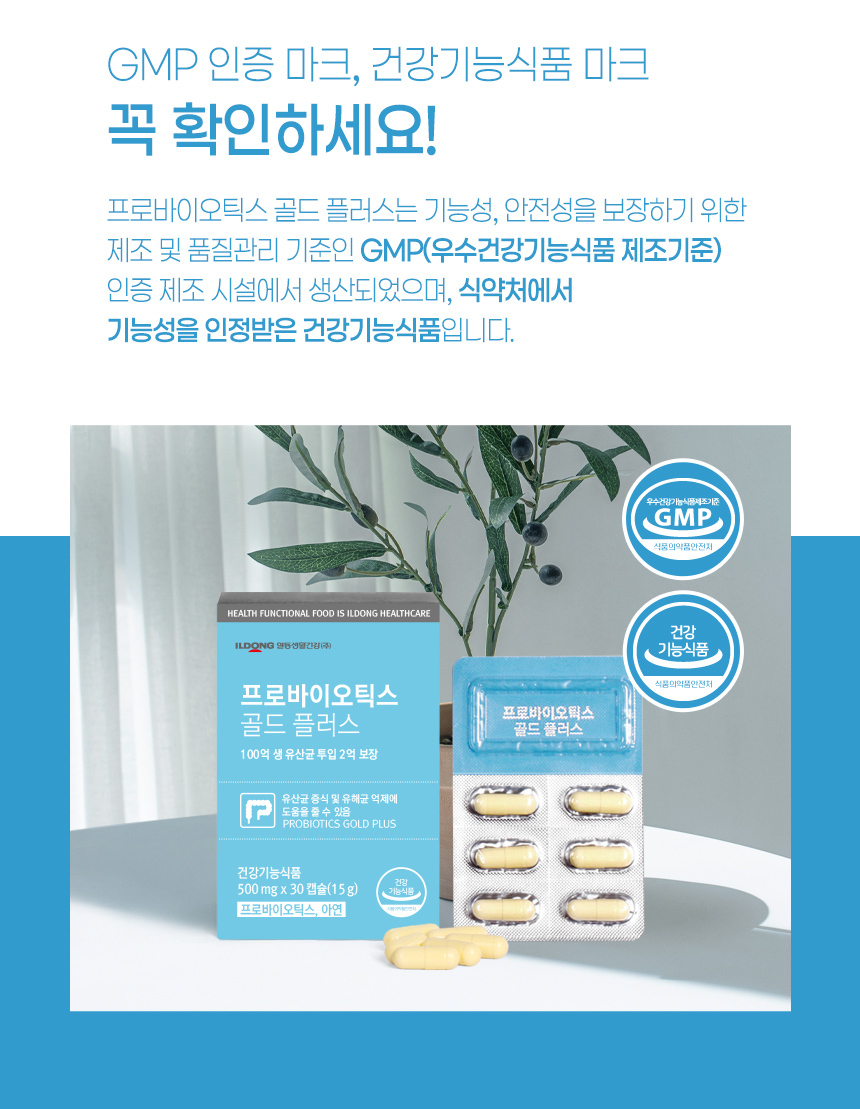 GMP 인증 마크, 건강기능식품 마크
꼭 확인하세요!
프로바이오틱스 골드 플러스는 기능성, 안전성을 보장하기 위한
제조 및 품질관리 기준인 GMP(우수건강기능식품 제조기준)
인증 제조 시설에서 생산되었으며, 식약처에서
기능성을 인정받은 건강기능식품입니다.
우수건강기능식품제조기준
GMP
식품의약품안전처
건강
기능식품
식품의약품안전처
HEALTH FUNCTIONAL FOOD IS ILDONG HEALTHCARE
ILDONG 일동생활건강(주)
프로바이오틱스
골드 플러스
100억 생 유산균 투입 2억 보장
유산균 증식 및 유해균 억제에
도움을 줄 수 있음
PROBIOTICS GOLD PLUS
건강기능식품
500 mg x 30 캡슐(15 g)
프로바이오틱스, 아연
건강
기능식품
식품의약품안전처
프로바이오틱스
골드 플러스